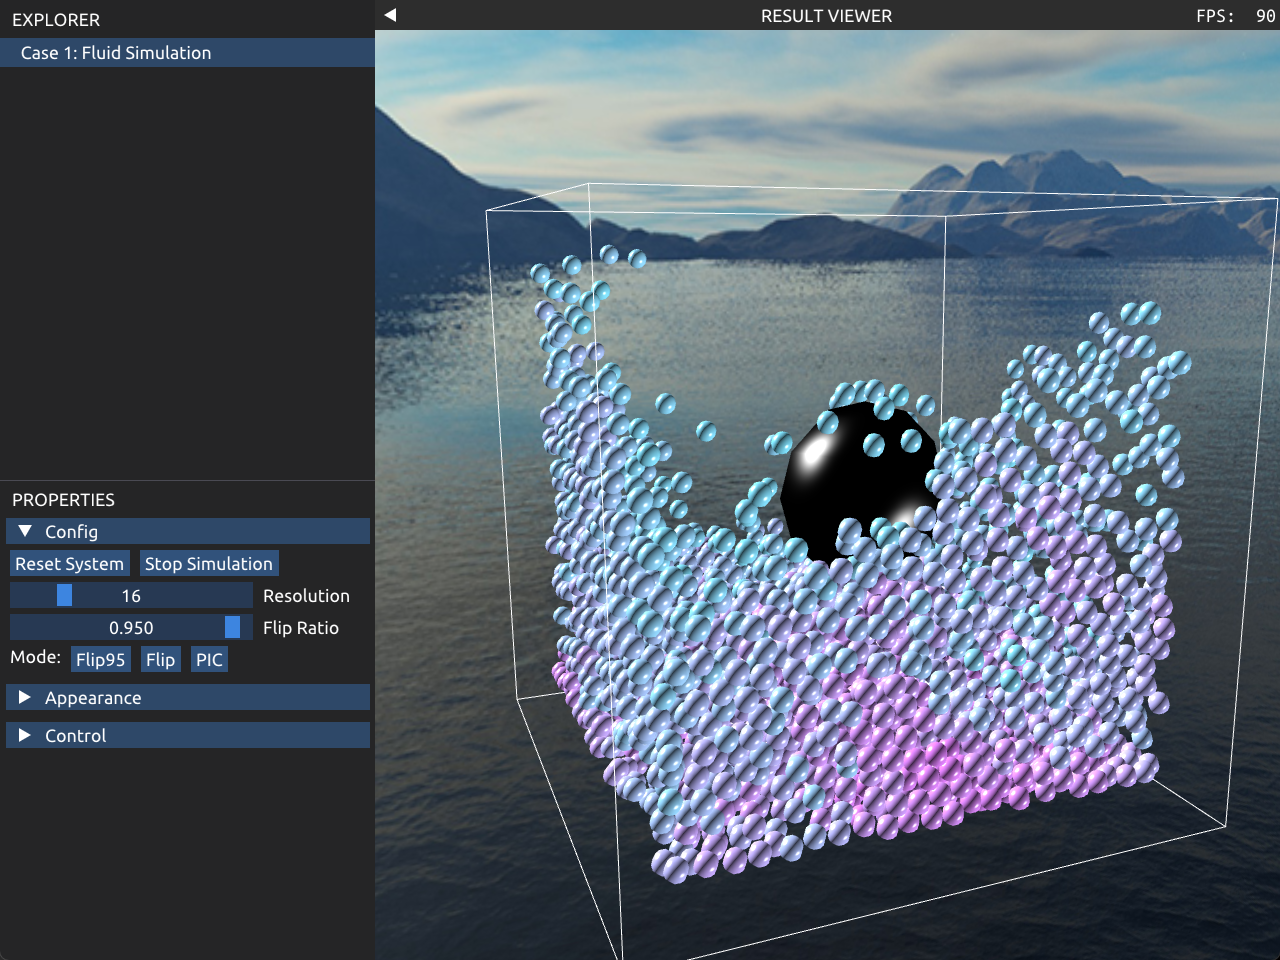 EXPLORER
RESULT VIEWER
FPS: 90
Case 1: Fluid Simulation
PROPERTIES
Config
Reset System Stop Simulation
16 Resolution
0.950 Flip Ratio
Mode: Flip95 Flip PIC
Appearance
Control